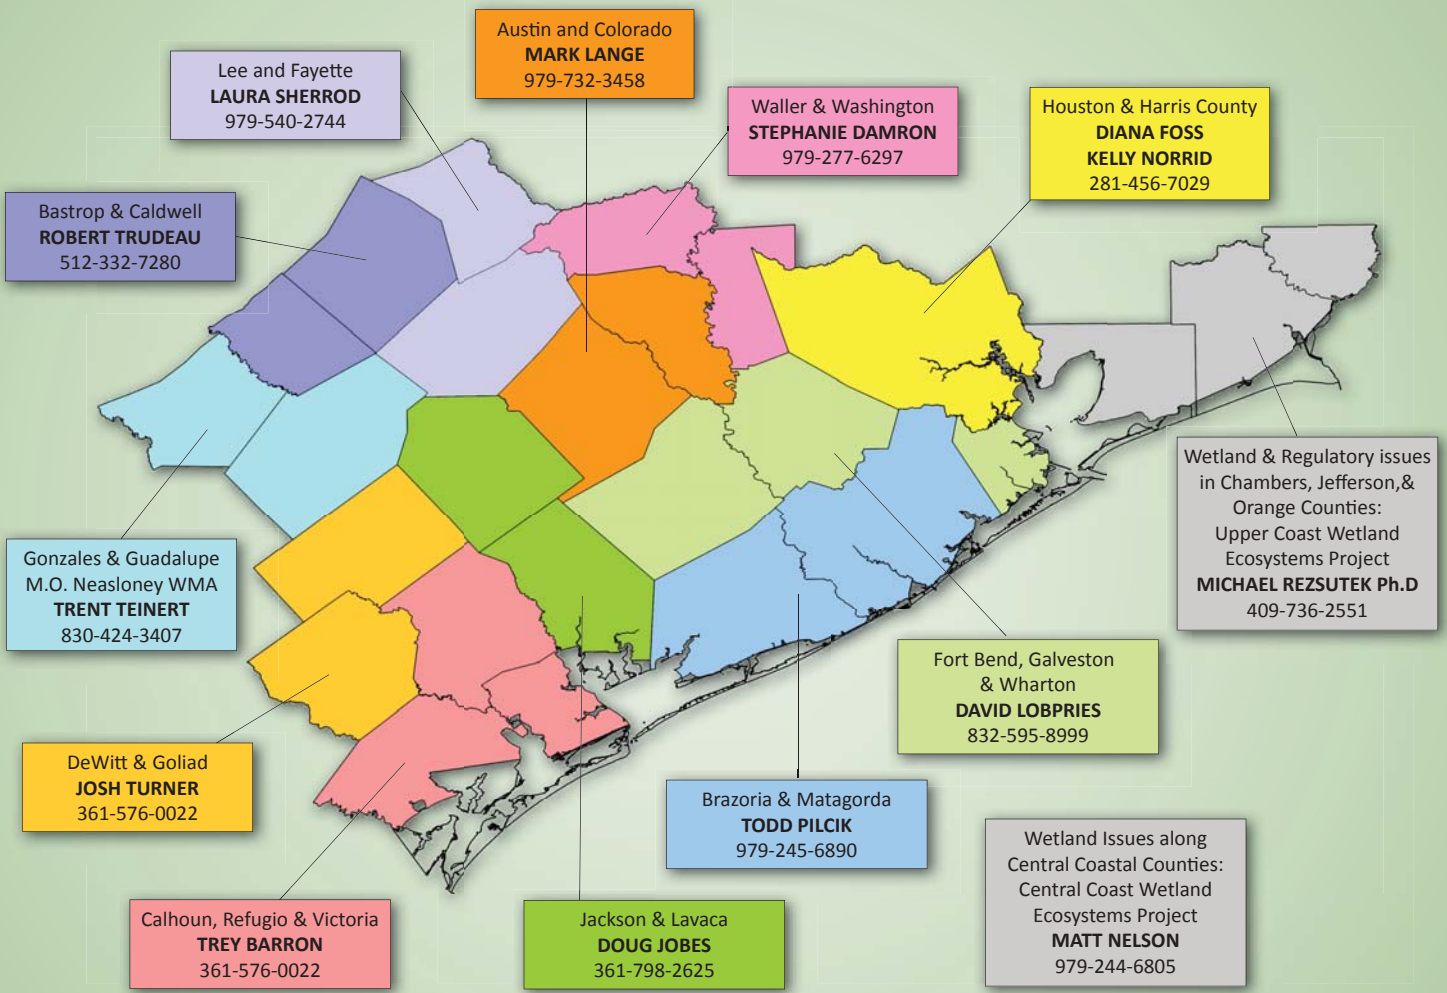 Austin and Colorado
MARK LANGE
979-732-3458
Lee and Fayette
LAURA SHERROD
979-540-2744
Waller & Washington
STEPHANIE DAMRON
979-277-6297
Houston & Harris County
DIANA FOSS
KELLY NORRID
281-456-7029
Bastrop & Caldwell
ROBERT TRUDEAU
512-332-7280
Wetland & Regulatory issues
in Chambers, Jefferson,&
Orange Counties:
Upper Coast Wetland
Ecosystems Project
MICHAEL REZSUTEK Ph.D
409-736-2551
Gonzales & Guadalupe
M.O. Neasloney WMA
TRENT TEINERT
830-424-3407
Fort Bend, Galveston
& Wharton
DAVID LOBPRIES
832-595-8999
DeWitt & Goliad
JOSH TURNER
361-576-0022
Brazoria & Matagorda
TODD PILCIK
979-245-6890
Wetland Issues along
Central Coastal Counties:
Central Coast Wetland
Ecosystems Project
MATT NELSON
979-244-6805
Calhoun, Refugio & Victoria
TREY BARRON
361-576-0022
Jackson & Lavaca
DOUG JOBES
361-798-2625